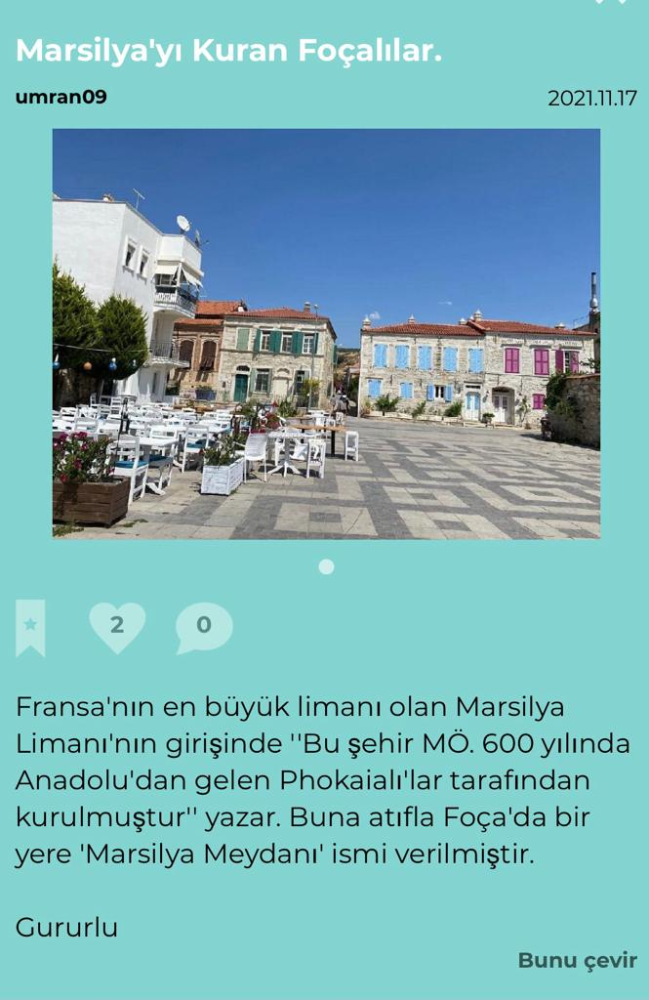 Marsilya'yı Kuran Foçalılar.
umran09
2021.11.17
2
0
Fransa'nın en büyük limanı olan Marsilya
Limanı'nın girişinde ''Bu şehir MÖ. 600 yılında
Anadolu'dan gelen Phokaialı'lar tarafından
kurulmuştur'' yazar. Buna atıfla Foça'da bir
yere 'Marsilya Meydanı' ismi verilmiştir.
Gururlu
Bunu çevir